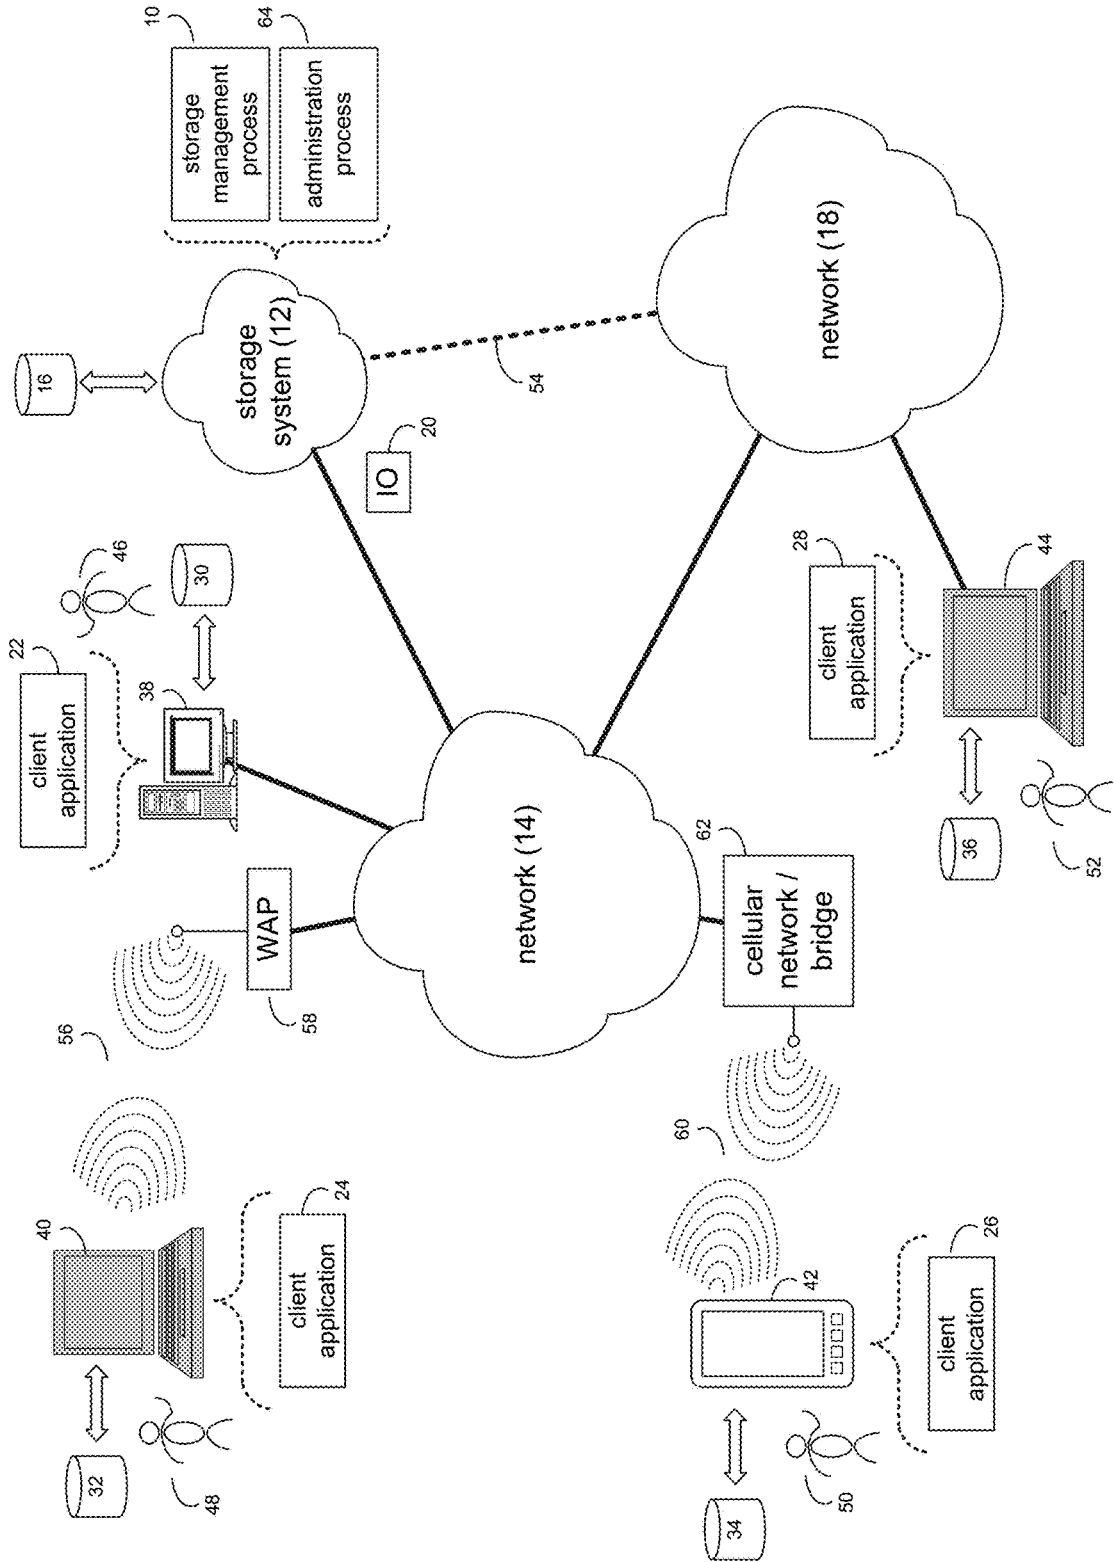 32
48
40
client
application
24
56
WAP
58
client
application
22
38
30
46
16
storage
system (12)
storage
management
process
10
administration
process
64
IO
20
network (14)
54
34
50
42
60
cellular
network /
bridge
62
network (18)
client
application
26
client
application
28
36
52
44